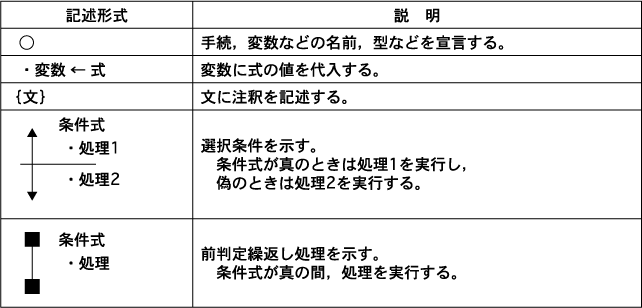 記述形式 説 明
○ 手続，変数などの名前，型などを宣言する。
・変数 ← 式 変数に式の値を代入する。
{文} 文に注釈を記述する。
条件式
・処理1
・処理2
選択条件を示す。
条件式が真のときは処理1を実行し，
偽のときは処理2を実行する。
条件式
・処理
前判定繰返し処理を示す。
条件式が真の間，処理を実行する。